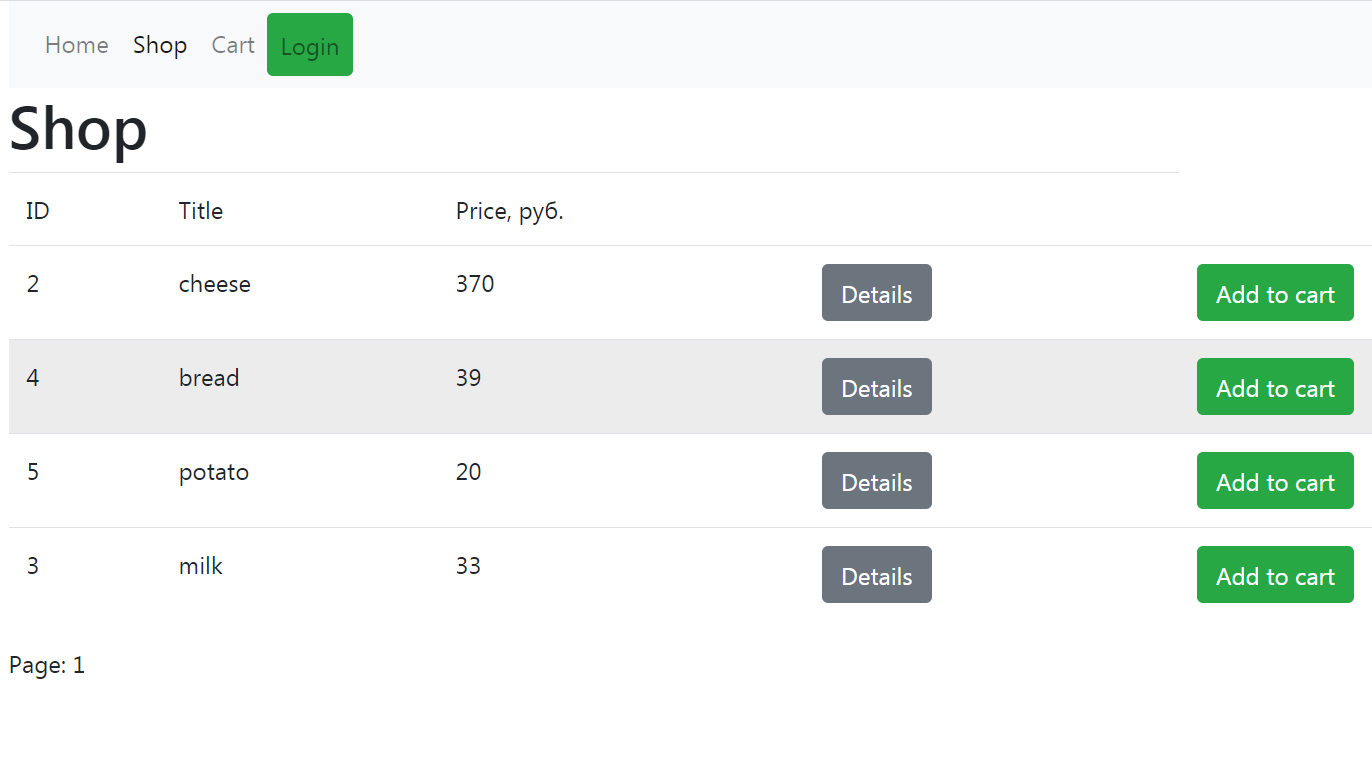 Home Shop Cart Login
Shop
ID Title Price, руб.
2 cheese 370 Details Add to cart
4 bread 39 Details Add to cart
5 potato 20 Details Add to cart
3 milk 33 Details Add to cart
Page: 1